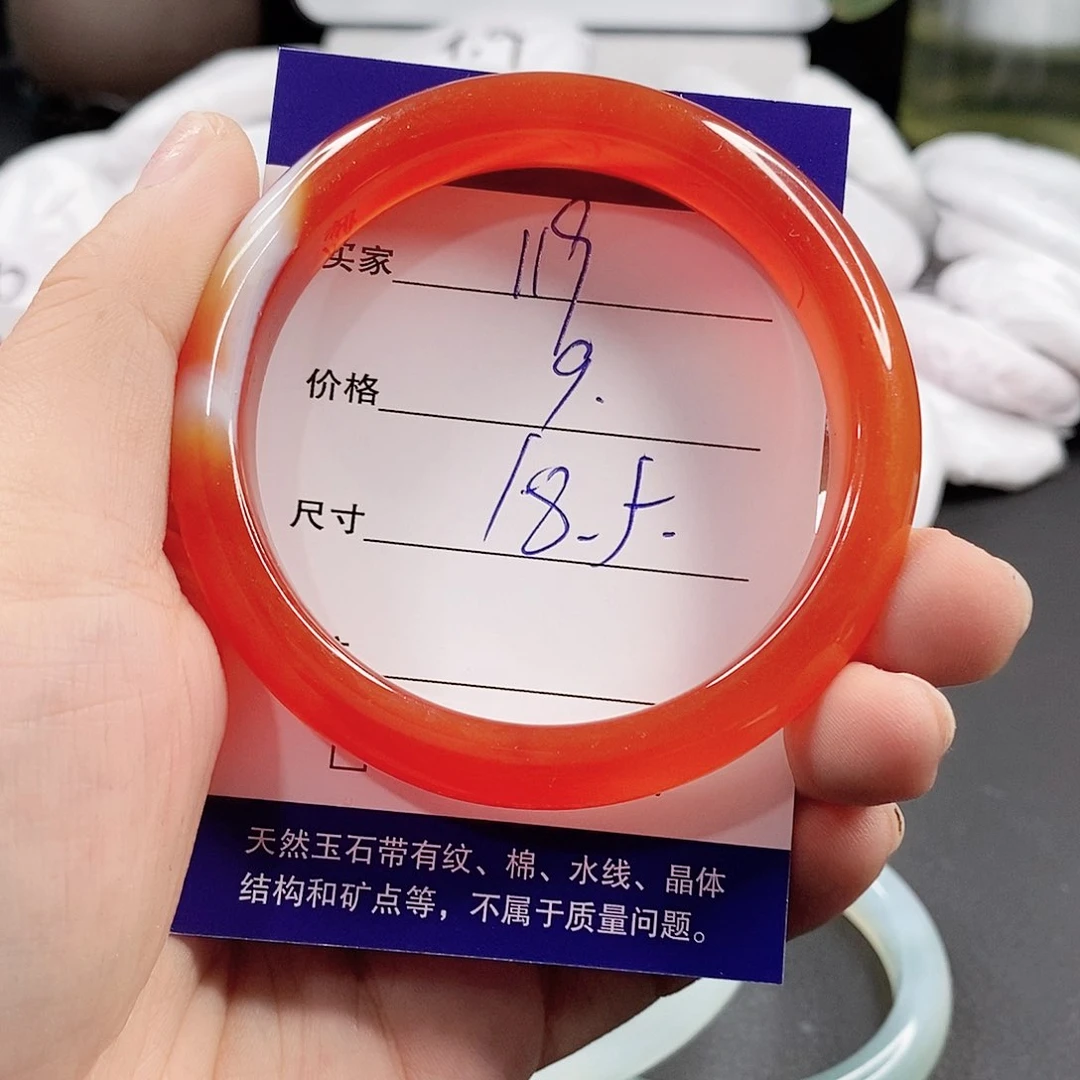 买家 118
价格 9.
尺寸 18-5.
天然玉石带有纹、棉、水线、晶体
结构和矿点等，不属于质量问题。